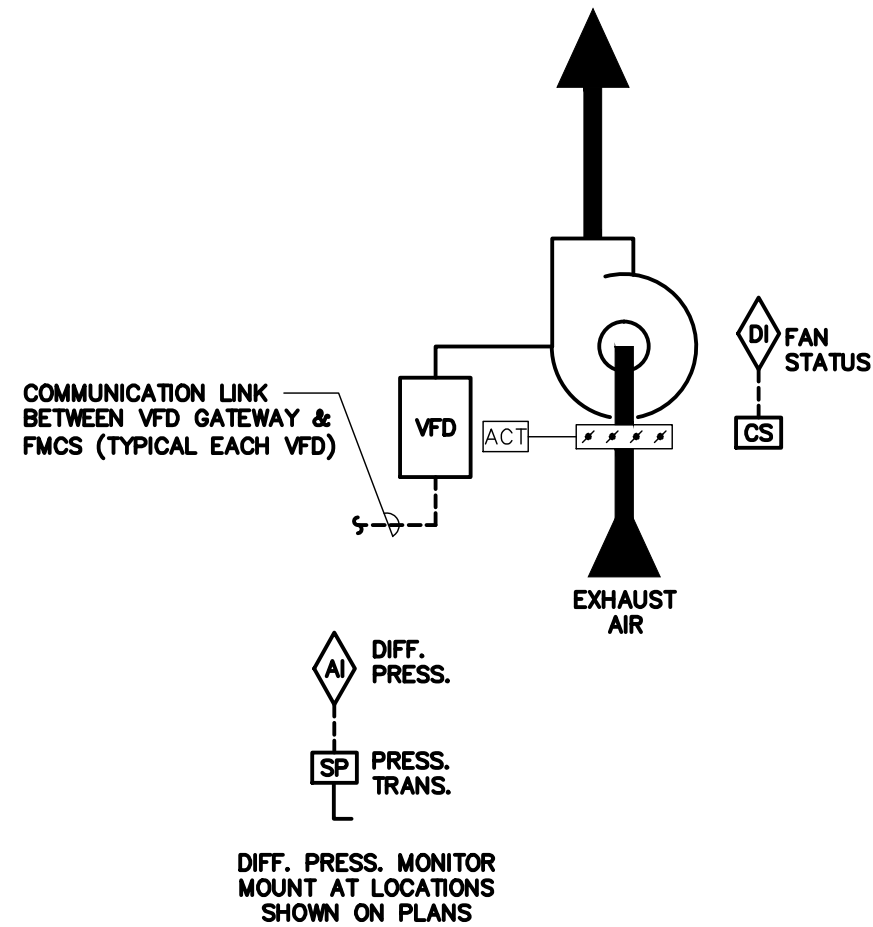 DI
FAN
STATUS
COMMUNICATION LINK
BETWEEN VFD GATEWAY &
FMCS (TYPICAL EACH VFD)
VFD
ACT
CS
EXHAUST
AIR
AI
DIFF.
PRESS.
SP
PRESS.
TRANS.
DIFF. PRESS. MONITOR
MOUNT AT LOCATIONS
SHOWN ON PLANS